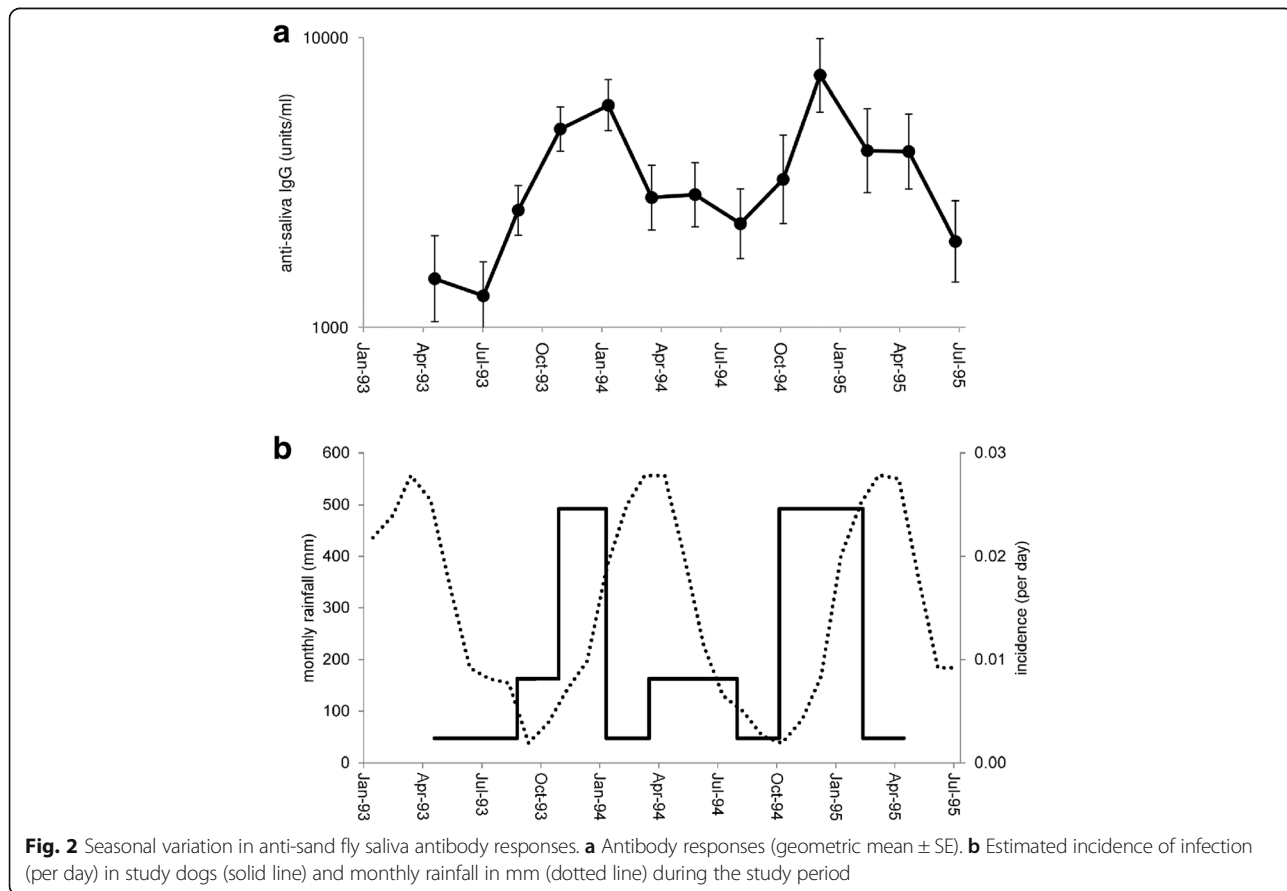 a
10000
anti-saliva IgG (units/ml)
1000
Jan-93 Apr-93 Jul-93 Oct-93 Jan-94 Apr-94 Jul-94 Oct-94 Jan-95 Apr-95 Jul-95
b
600 0.03
500
400 0.02
300
200 0.01
100
0 0.00
monthly rainfall (mm)
incidence (per day)
Jan-93 Apr-93 Jul-93 Oct-93 Jan-94 Apr-94 Jul-94 Oct-94 Jan-95 Apr-95 Jul-95
Fig. 2 Seasonal variation in anti-sand fly saliva antibody responses. a Antibody responses (geometric mean ± SE). b Estimated incidence of infection
(per day) in study dogs (solid line) and monthly rainfall in mm (dotted line) during the study period